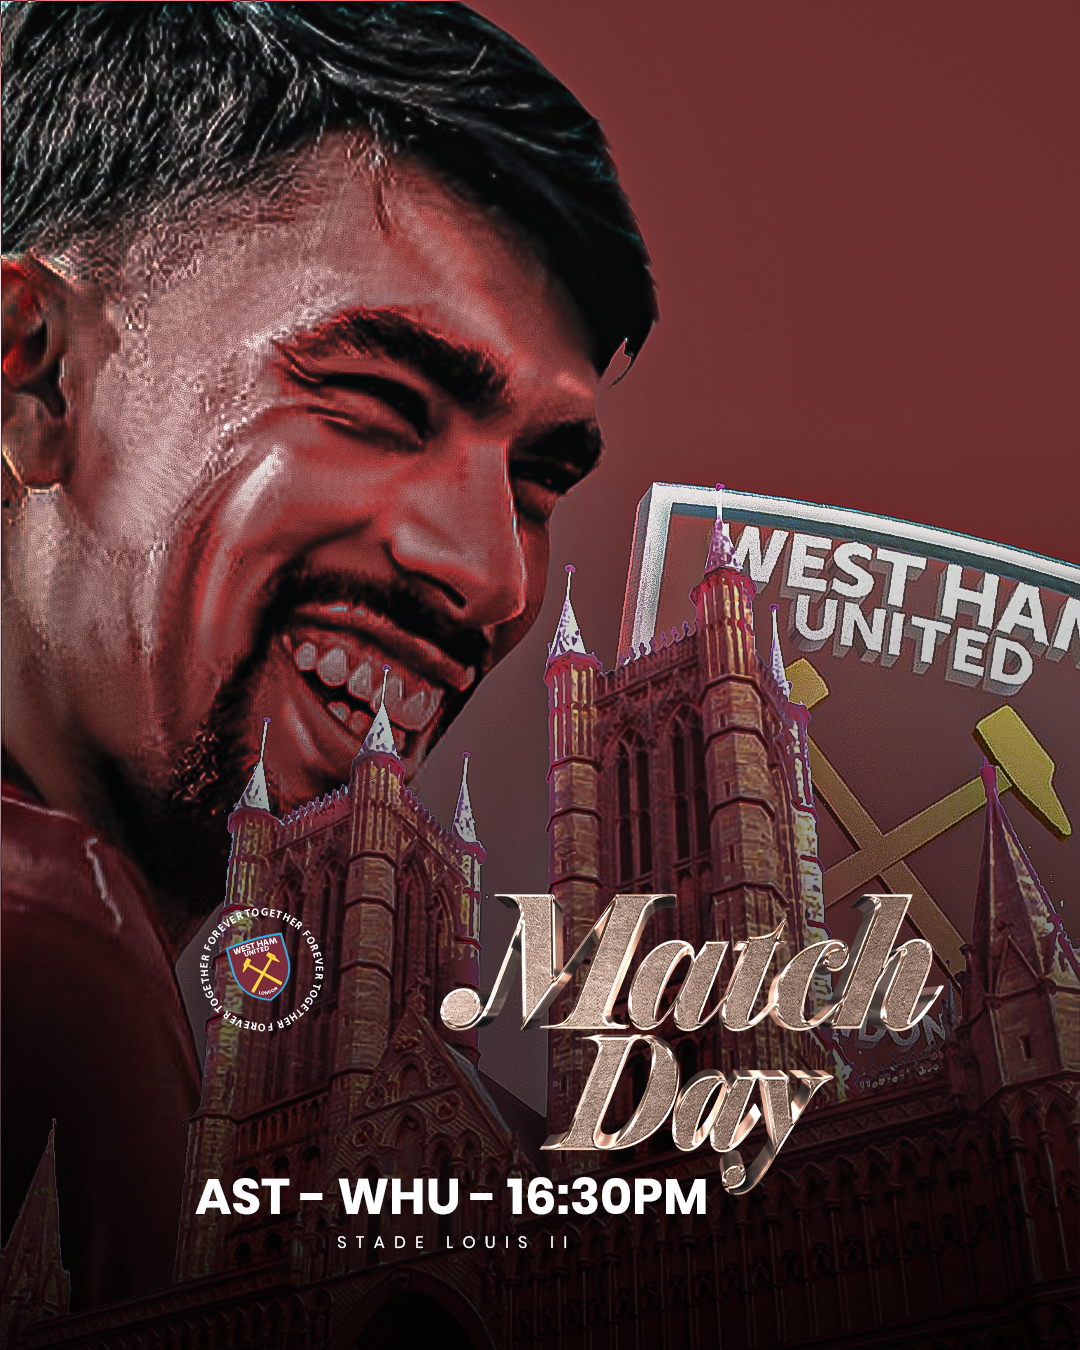 WEST HAM
UNITED
FOREVER TOGETHER FOREVER TOGETHER FOREVER TOGETHER
WEST HAM
UNITED
LONDON
Match
Day
AST - WHU - 16:30PM
STADE LOUIS II